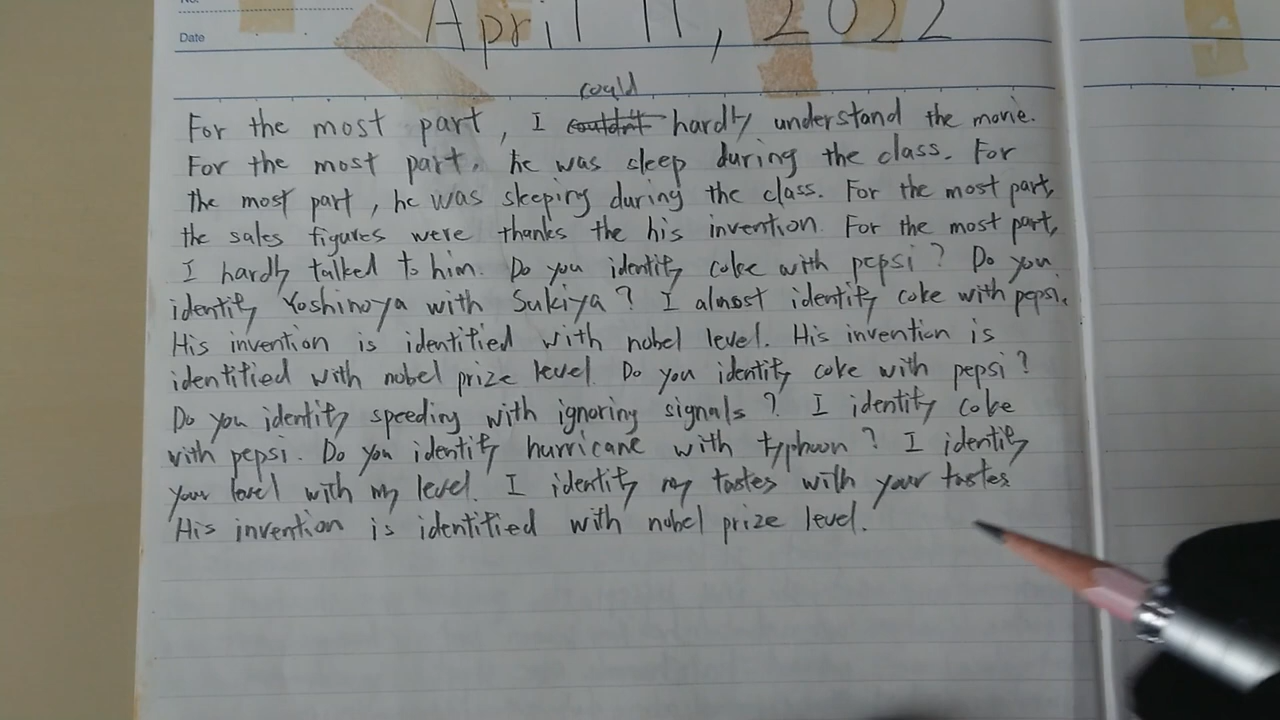 No.
Date
April 11, 2022
could
For the most part, I couldn't hardly understand the movie.
For the most part, he was sleep during the class. For
the most part, he was sleeping during the class. For the most part,
the sales figures were thanks the his invention. For the most part,
I hardly talked to him. Do you identify coke with pepsi? Do you
identify Yoshinoya with Sukiya? I almost identify coke with pepsi.
His invention is identified with nobel level. His invention is
identified with nobel prize level. Do you identify coke with pepsi?
Do you identify speeding with ignoring signals? I identify coke
with pepsi. Do you identify hurricane with typhoon? I identify
your level with my level. I identify my tastes with your tastes.
His invention is identified with nobel prize level.